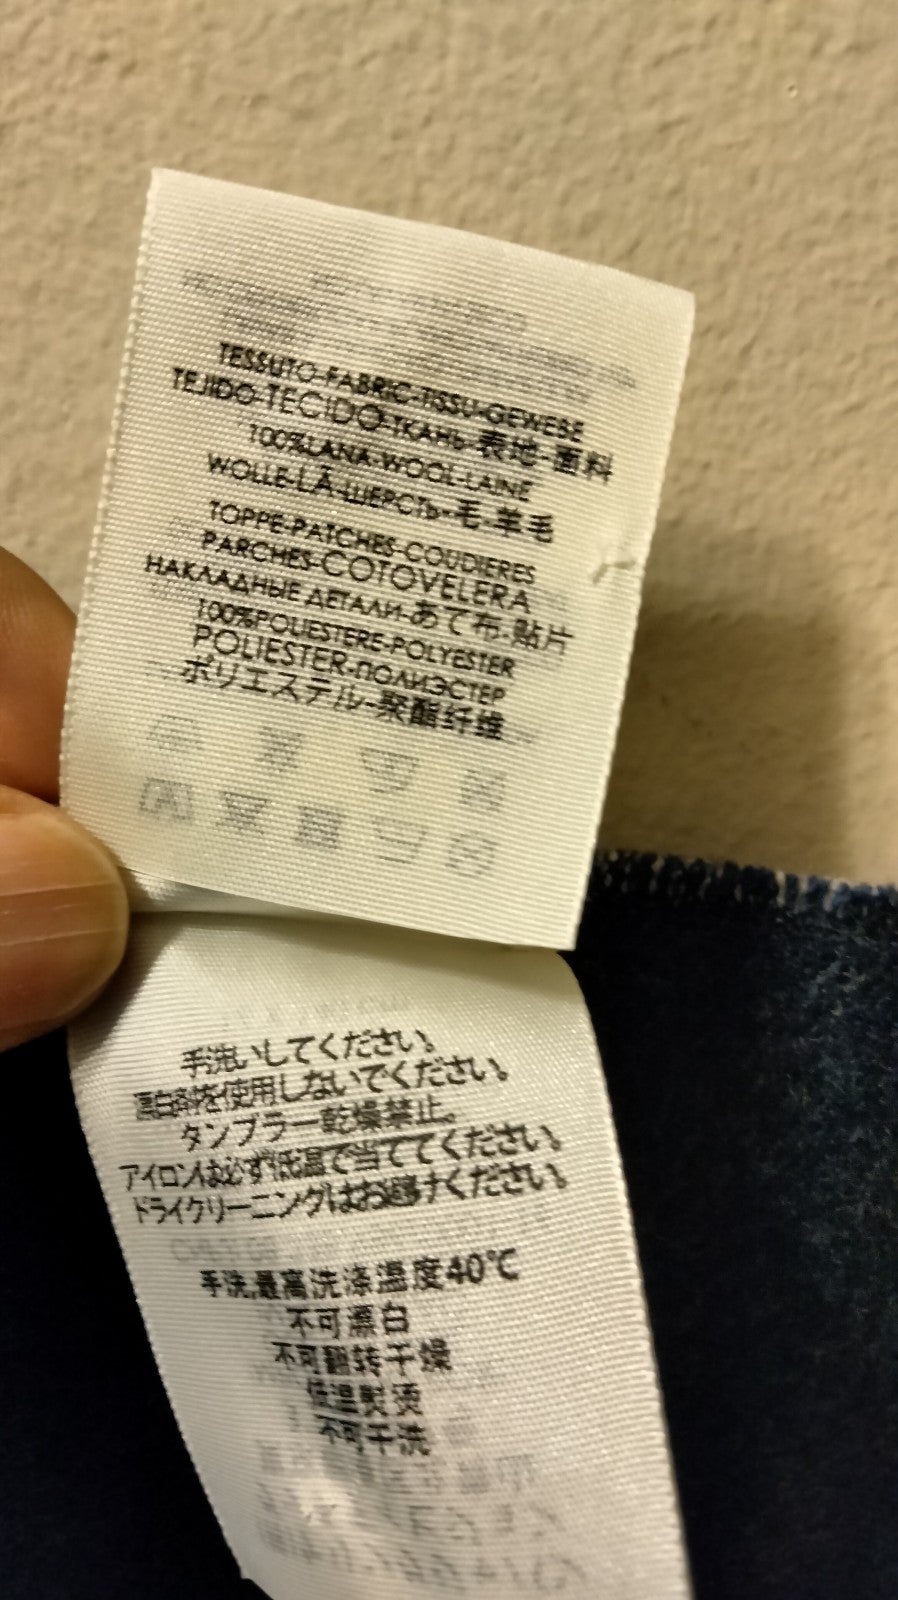 TESSUTO-FABRIC-TISSU-GEWEBE
TEJIDO-TECIDO-ТКАНЬ-表地-面料
100%LANA-WOOL-LAINE
WOLLE-LÃ-ШЕРСТЬ-毛-羊毛
TOPPE-PATCHES-COUDIERES
PARCHES-COTOVELERA
НАКЛАДНЫЕ ДЕТАЛИ-あて布-贴片
100%POLIESTERE-POLYESTER
POLIESTER-ПОЛИЭСТЕР
ポリエステル-聚酯纤维
手洗いしてください。
漂白剤を使用しないでください。
タンブラー乾燥禁止。
アイロンは必ず低温で当ててください。
ドライクリーニングはお避けください。
手洗,最高洗涤温度40℃
不可漂白
不可翻转干燥
低温熨烫
不可干洗